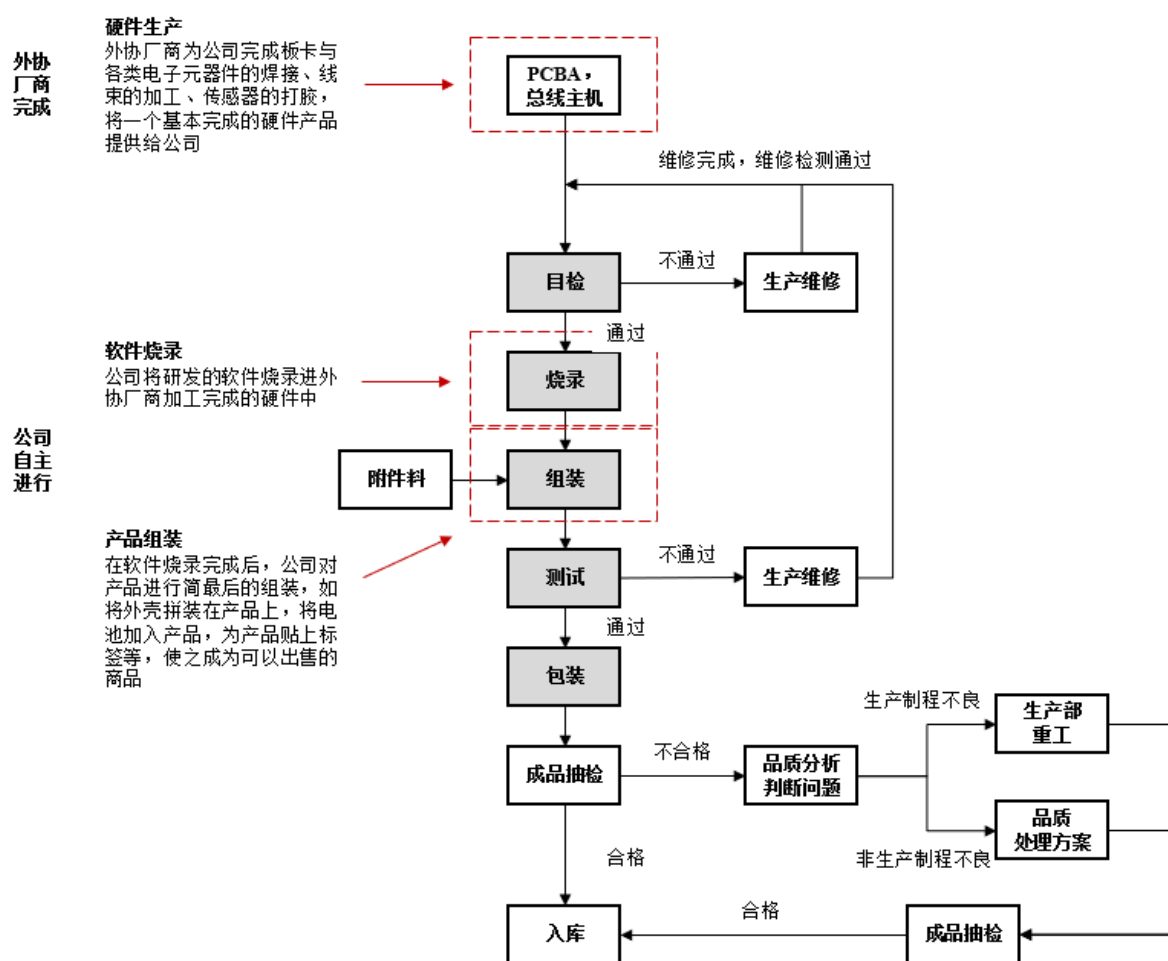 硬件生产
外协厂商为公司完成板卡与
各类电子元器件的焊接、线
束的加工、传感器的打胶，
将一个基本完成的硬件产品
提供给公司
外协
厂商
完成
PCBA，
总线主机
维修完成，维修检测通过
目检
不通过
生产维修
通过
软件烧录
公司将研发的软件烧录进外
协厂商加工完成的硬件中
烧录
公司
自主
进行
附件料
组装
产品组装
在软件烧录完成后，公司对
产品进行简最后的组装，如
将外壳拼装在产品上，将电
池加入产品，为产品贴上标
签等，使之成为可以出售的
商品
测试
不通过
生产维修
通过
包装
成品抽检
不合格
品质分析
判断问题
生产制程不良
生产部
重工
品质
处理方案
非生产制程不良
合格
入库
合格
成品抽检